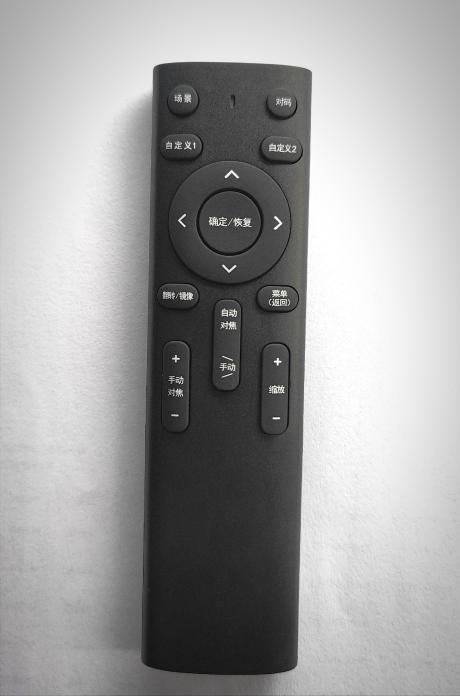 场景
对码
自定义1
自定义2
确定/恢复
翻转/镜像
菜单
(返回)
自动
对焦
/手动\
+
手动
对焦
-
+
缩放
-